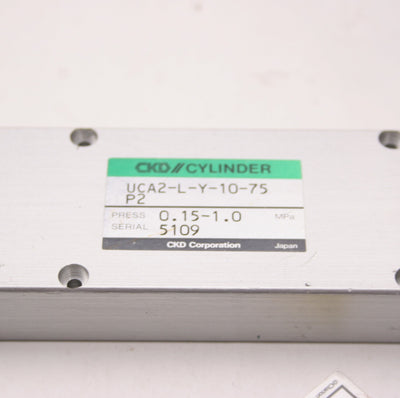 CKD//CYLINDER
UCA2-L-Y-10-75
P2
PRESS 0.15-1.0 MPa
SERIAL 5109
CKD Corporation Japan